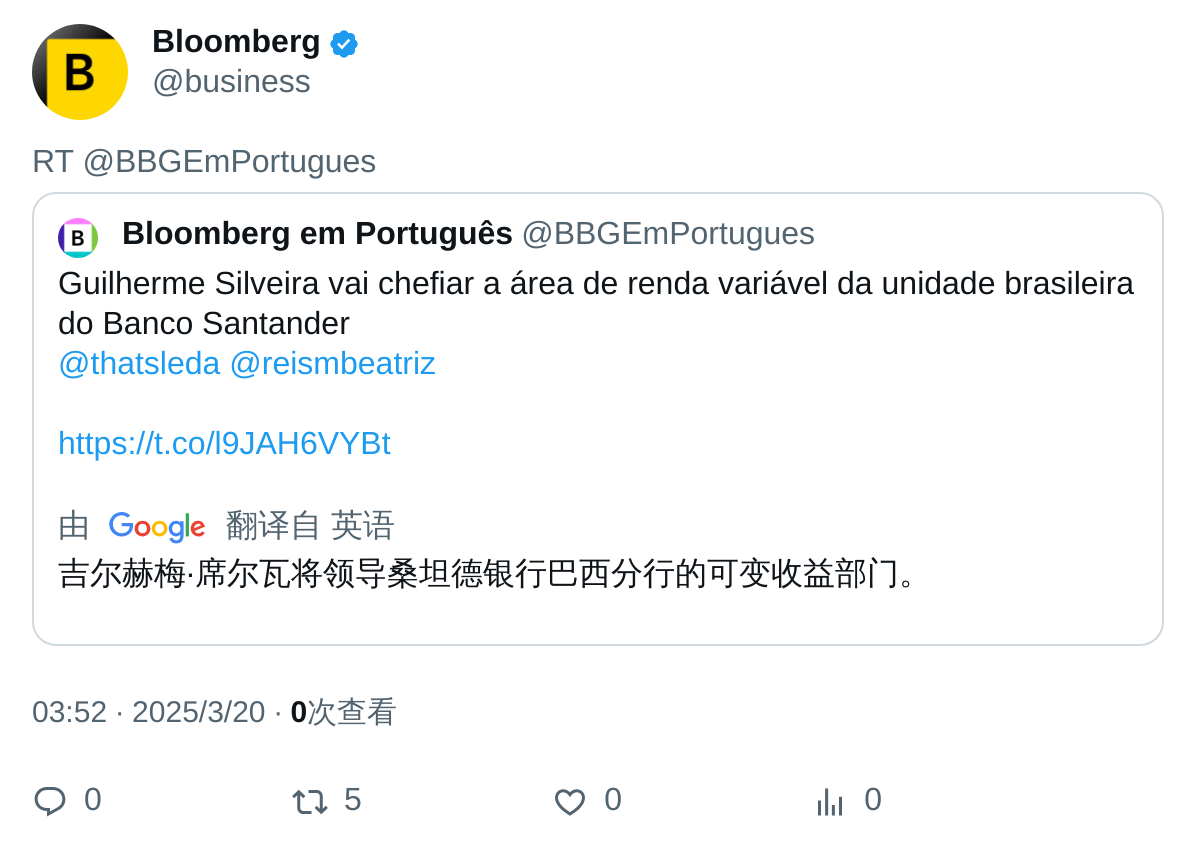 B
Bloomberg
@business
RT @BBGEmPortugues
B
Bloomberg em Português @BBGEmPortugues
Guilherme Silveira vai chefiar a área de renda variável da unidade brasileira
do Banco Santander
@thatsleda @reismbeatriz
https://t.co/l9JAH6VYBt
由 Google 翻译自 英语
吉尔赫梅·席尔瓦将领导桑坦德银行巴西分行的可变收益部门。
03:52 · 2025/3/20 · 0次查看
0 5 0 0